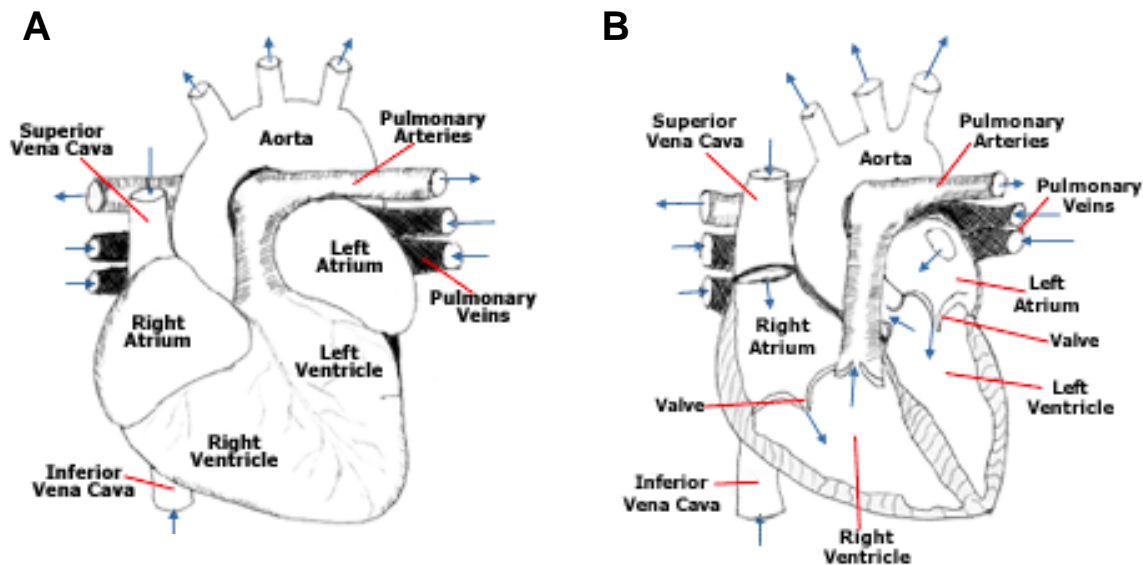 A
Superior
Vena Cava
Aorta
Pulmonary
Arteries
Left
Atrium
Pulmonary
Veins
Right
Atrium
Left
Ventricle
Right
Ventricle
Inferior
Vena Cava
B
Superior
Vena Cava
Aorta
Pulmonary
Arteries
Pulmonary
Veins
Left
Atrium
Right
Atrium
Valve
Valve
Left
Ventricle
Inferior
Vena Cava
Right
Ventricle